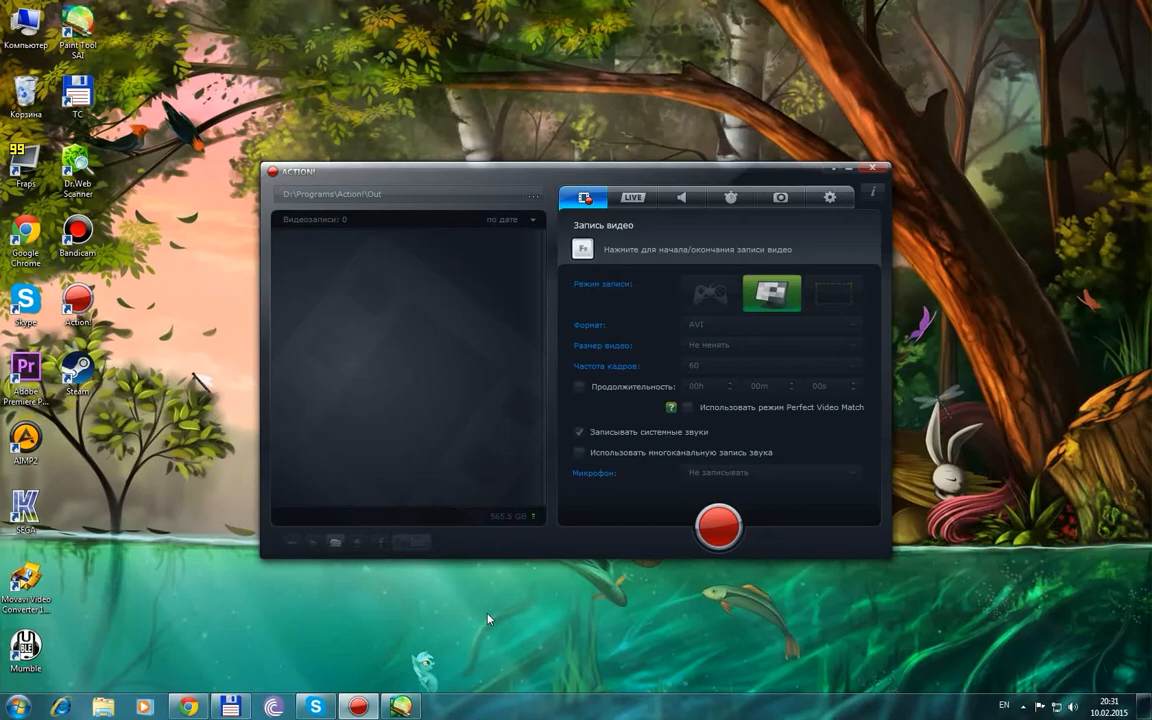 Компьютер
Paint Tool
SAI
Корзина
TC
99
Fraps
Dr.Web
Scanner
Google
Chrome
Bandicam
Skype
Action!
Pr
Adobe
Premiere P...
Steam
AIMP2
SEGA
Movavi Video
Converter 1...
BLE
Mumble
ACTION!
D:\Programs\Action!\Out
...
Видеозаписи: 0
по дате
565.5 GB
LIVE
i
Запись видео
F9
Нажмите для начала/окончания записи видео
Режим записи:
Формат:
AVI
Размер видео:
Не менять
Частота кадров:
60
Продолжительность:
00h
00m
00s
?
Использовать режим Perfect Video Match
Записывать системные звуки
Использовать многоканальную запись звука
Микрофон:
Не записывать
EN
20:31
10.02.2015